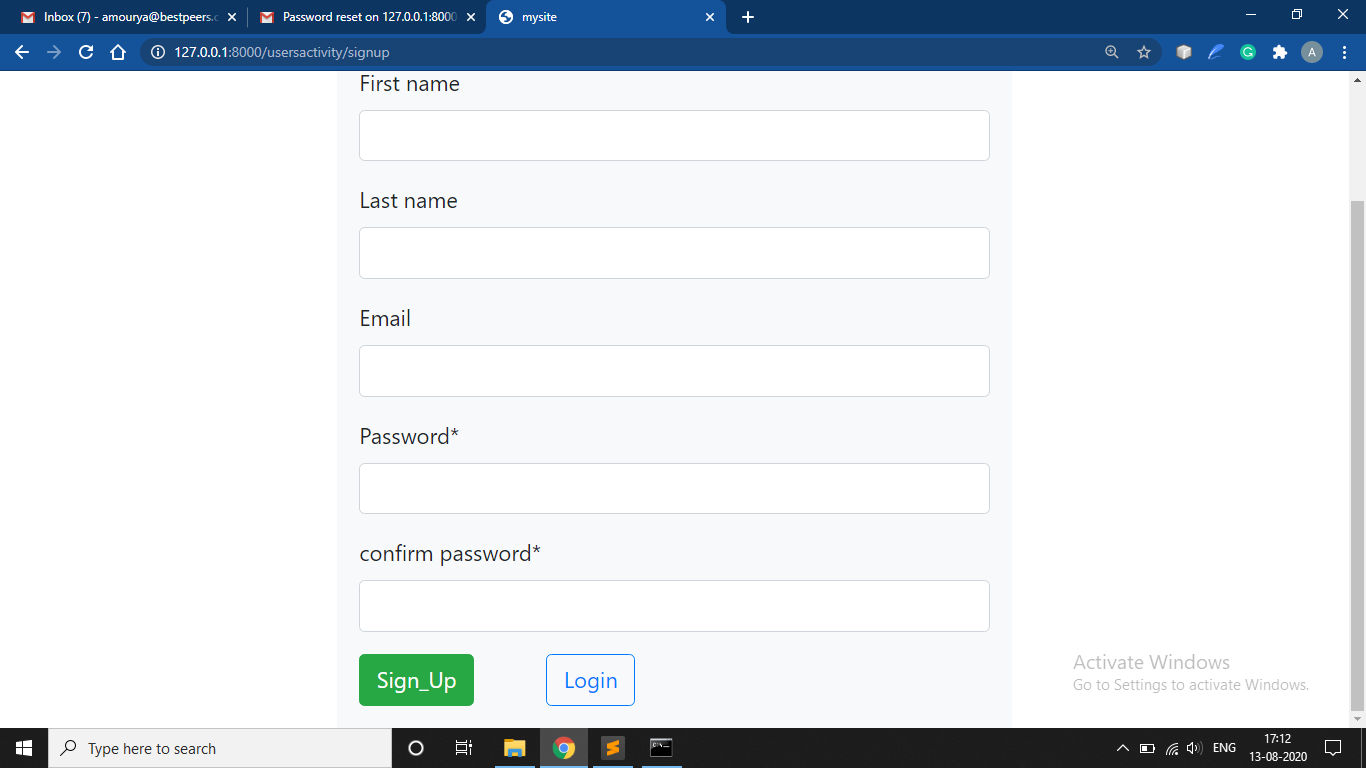 Inbox (7) - amourya@bestpeers.c
Password reset on 127.0.0.1:8000
mysite
127.0.0.1:8000/usersactivity/signup
A
First name
Last name
Email
Password*
confirm password*
Sign_Up
Login
Activate Windows
Go to Settings to activate Windows.
Type here to search
ENG
17:12
13-08-2020